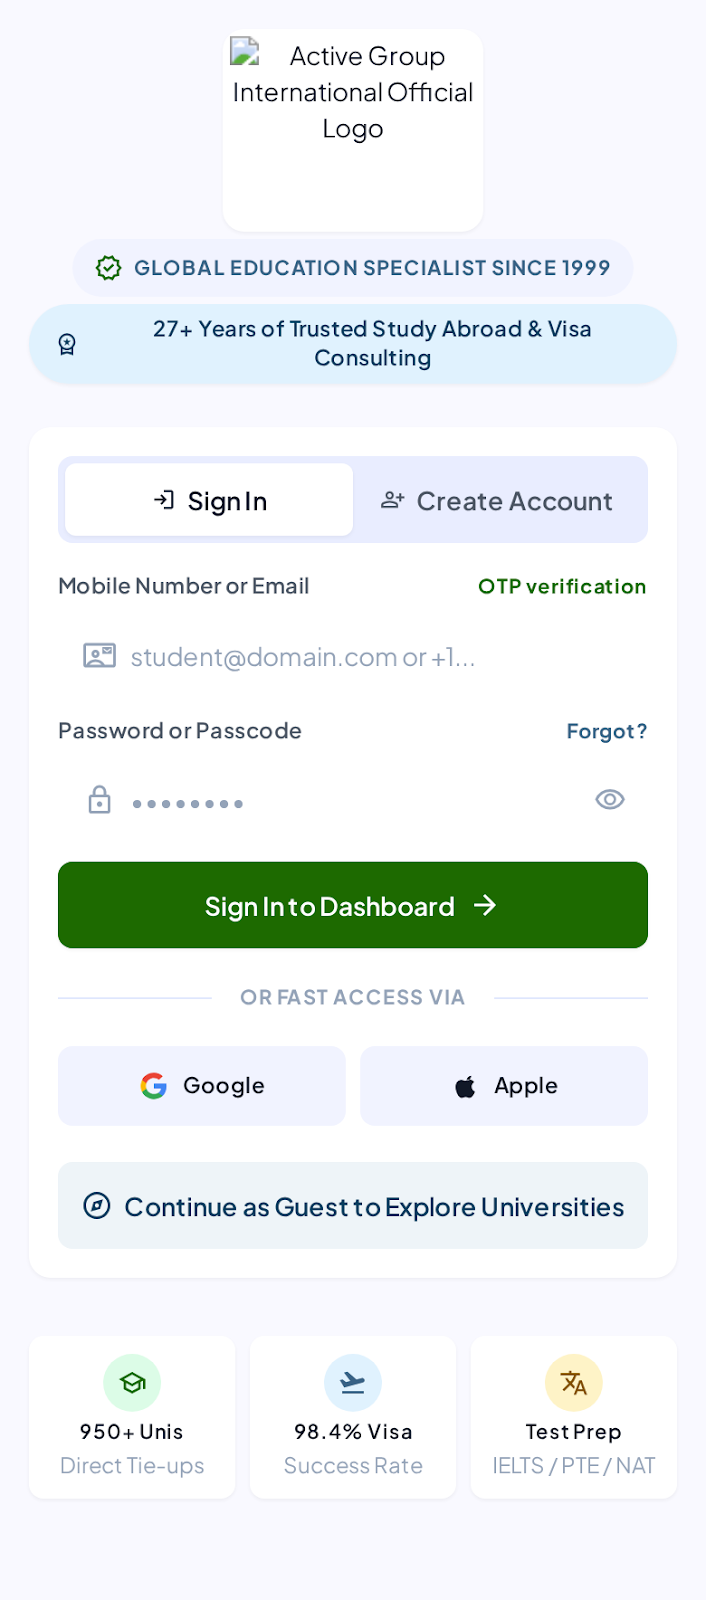 Active Group
International Official
Logo
GLOBAL EDUCATION SPECIALIST SINCE 1999
27+ Years of Trusted Study Abroad & Visa
Consulting
Sign In
Create Account
Mobile Number or Email
OTP verification
student@domain.com or +1...
Password or Passcode
Forgot?
••••••••
Sign In to Dashboard
OR FAST ACCESS VIA
Google
Apple
Continue as Guest to Explore Universities
950+ Unis
Direct Tie-ups
98.4% Visa
Success Rate
Test Prep
IELTS / PTE / NAT